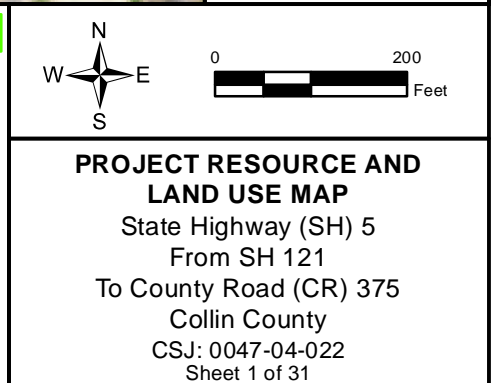 N
W E
S
0 200
Feet
PROJECT RESOURCE AND
LAND USE MAP
State Highway (SH) 5
From SH 121
To County Road (CR) 375
Collin County
CSJ: 0047-04-022
Sheet 1 of 31